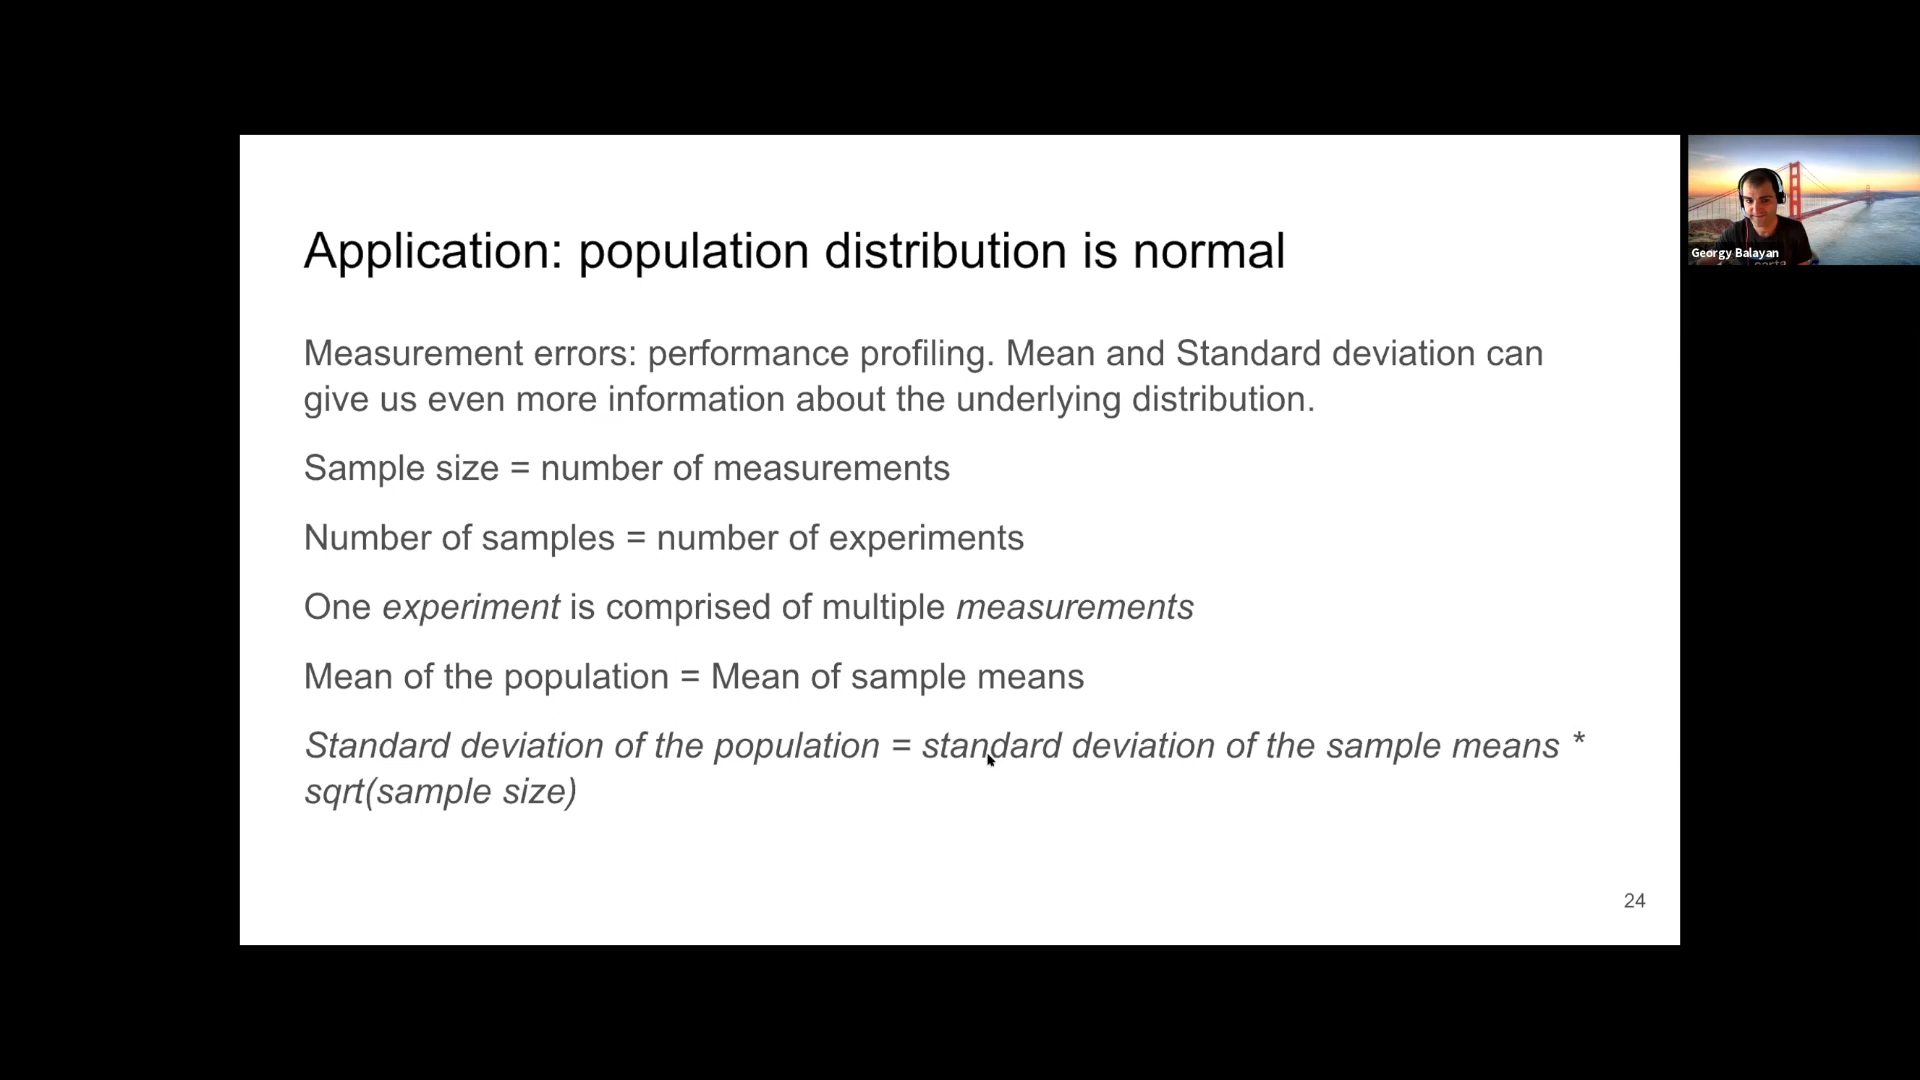 Application: population distribution is normal
Measurement errors: performance profiling. Mean and Standard deviation can
give us even more information about the underlying distribution.
Sample size = number of measurements
Number of samples = number of experiments
One experiment is comprised of multiple measurements
Mean of the population = Mean of sample means
Standard deviation of the population = standard deviation of the sample means *
sqrt(sample size)
24
Georgy Balayan